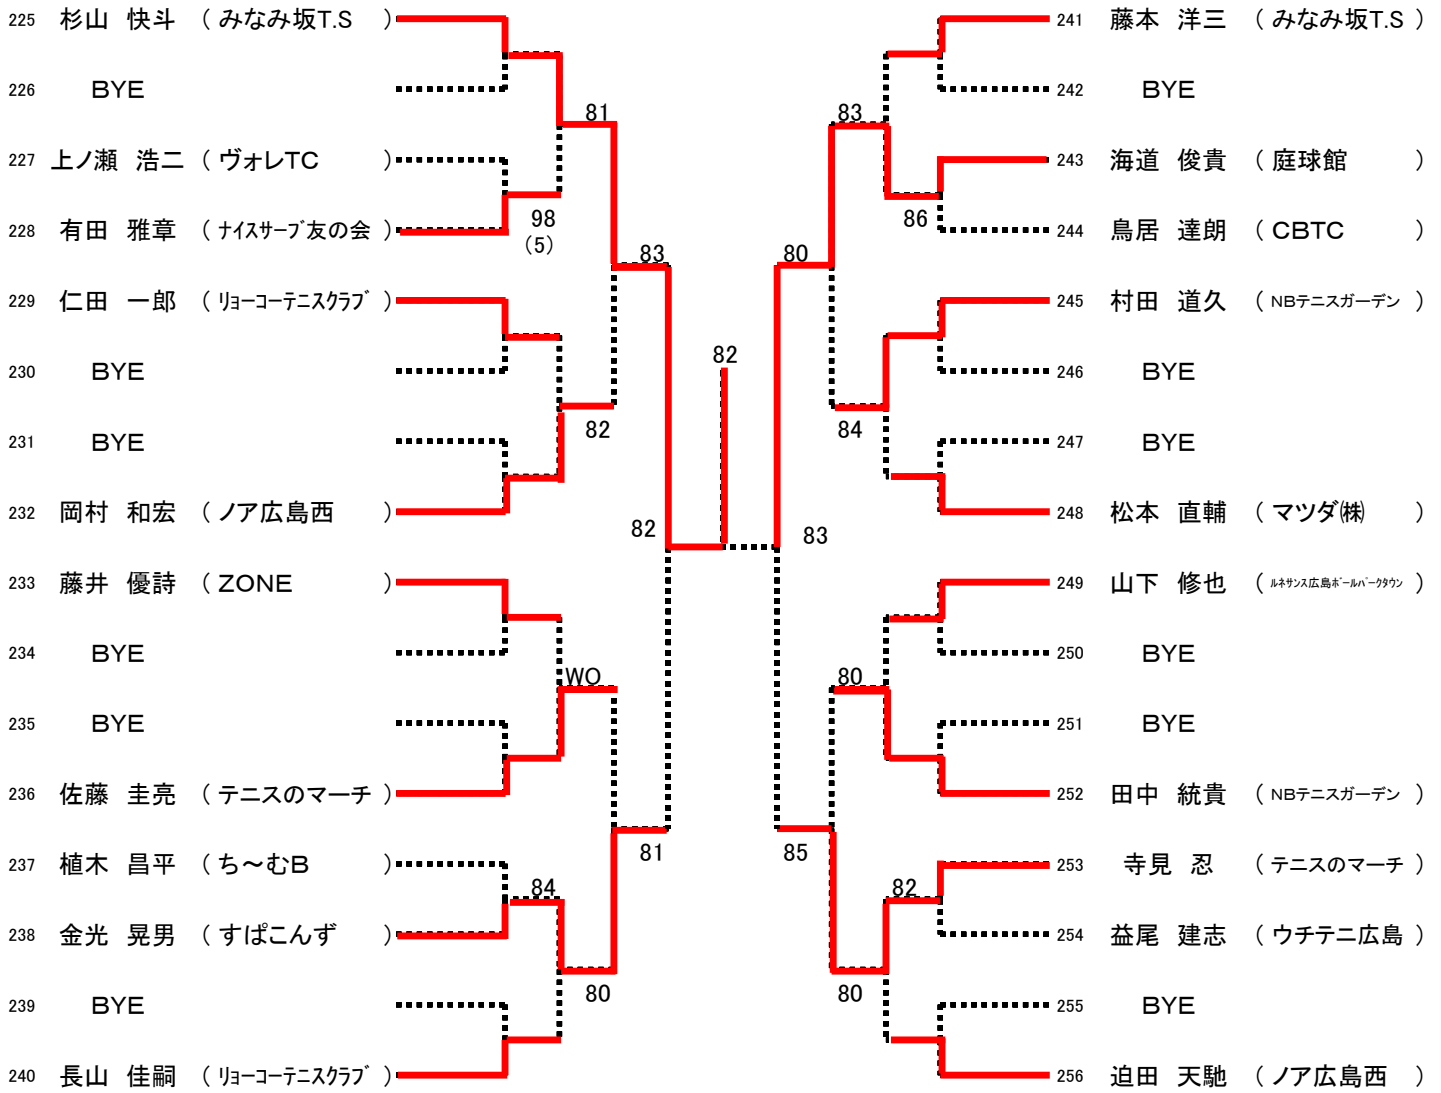 225 杉山 快斗 ( みなみ坂T.S )
226 BYE
81
227 上ノ瀬 浩二 ( ヴォレTC )
98
228 有田 雅章 ( ﾅｲｽｻｰﾌﾞ友の会 )
(5)
83
229 仁田 一郎 ( ﾘｮｰｺｰﾃﾆｽｸﾗﾌﾞ )
230 BYE
82
231 BYE
232 岡村 和宏 ( ノア広島西 )
82
233 藤井 優詩 ( ZONE )
234 BYE
WO
235 BYE
236 佐藤 圭亮 ( テニスのマーチ )
81
237 植木 昌平 ( ち～むB )
84
238 金光 晃男 ( すぱこんず )
80
239 BYE
240 長山 佳嗣 ( ﾘｮｰｺｰﾃﾆｽｸﾗﾌﾞ )
82
241 藤本 洋三 ( みなみ坂T.S )
242 BYE
83
243 海道 俊貴 ( 庭球館 )
86
244 鳥居 達朗 ( CBTC )
80
245 村田 道久 ( NBテニスガーデン )
246 BYE
84
247 BYE
248 松本 直輔 ( マツダ㈱ )
83
249 山下 修也 ( ﾙﾈｻﾝｽ広島ﾎﾞｰﾙﾊﾟｰｸﾀｳﾝ )
250 BYE
80
251 BYE
252 田中 統貴 ( NBテニスガーデン )
85
253 寺見 忍 ( テニスのマーチ )
82
254 益尾 建志 ( ウチテニ広島 )
80
255 BYE
256 迫田 天馳 ( ノア広島西 )